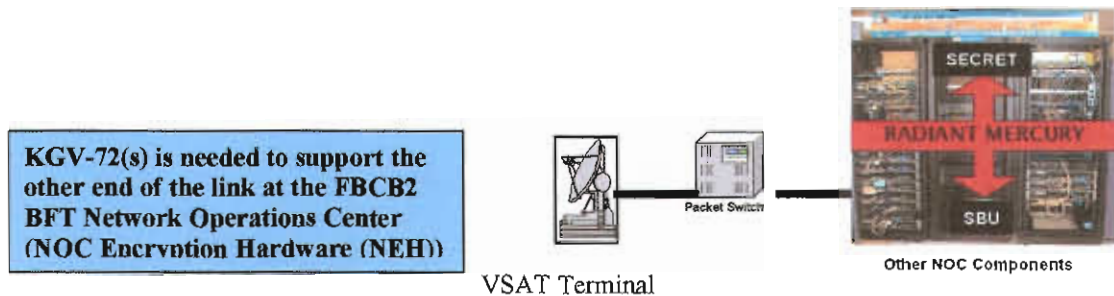 KGV-72(s) is needed to support the
other end of the link at the FBCB2
BFT Network Operations Center
(NOC Encryption Hardware (NEH))
VSAT Terminal
Packet Switch
SECRET
RADIANT MERCURY
SBU
Other NOC Components